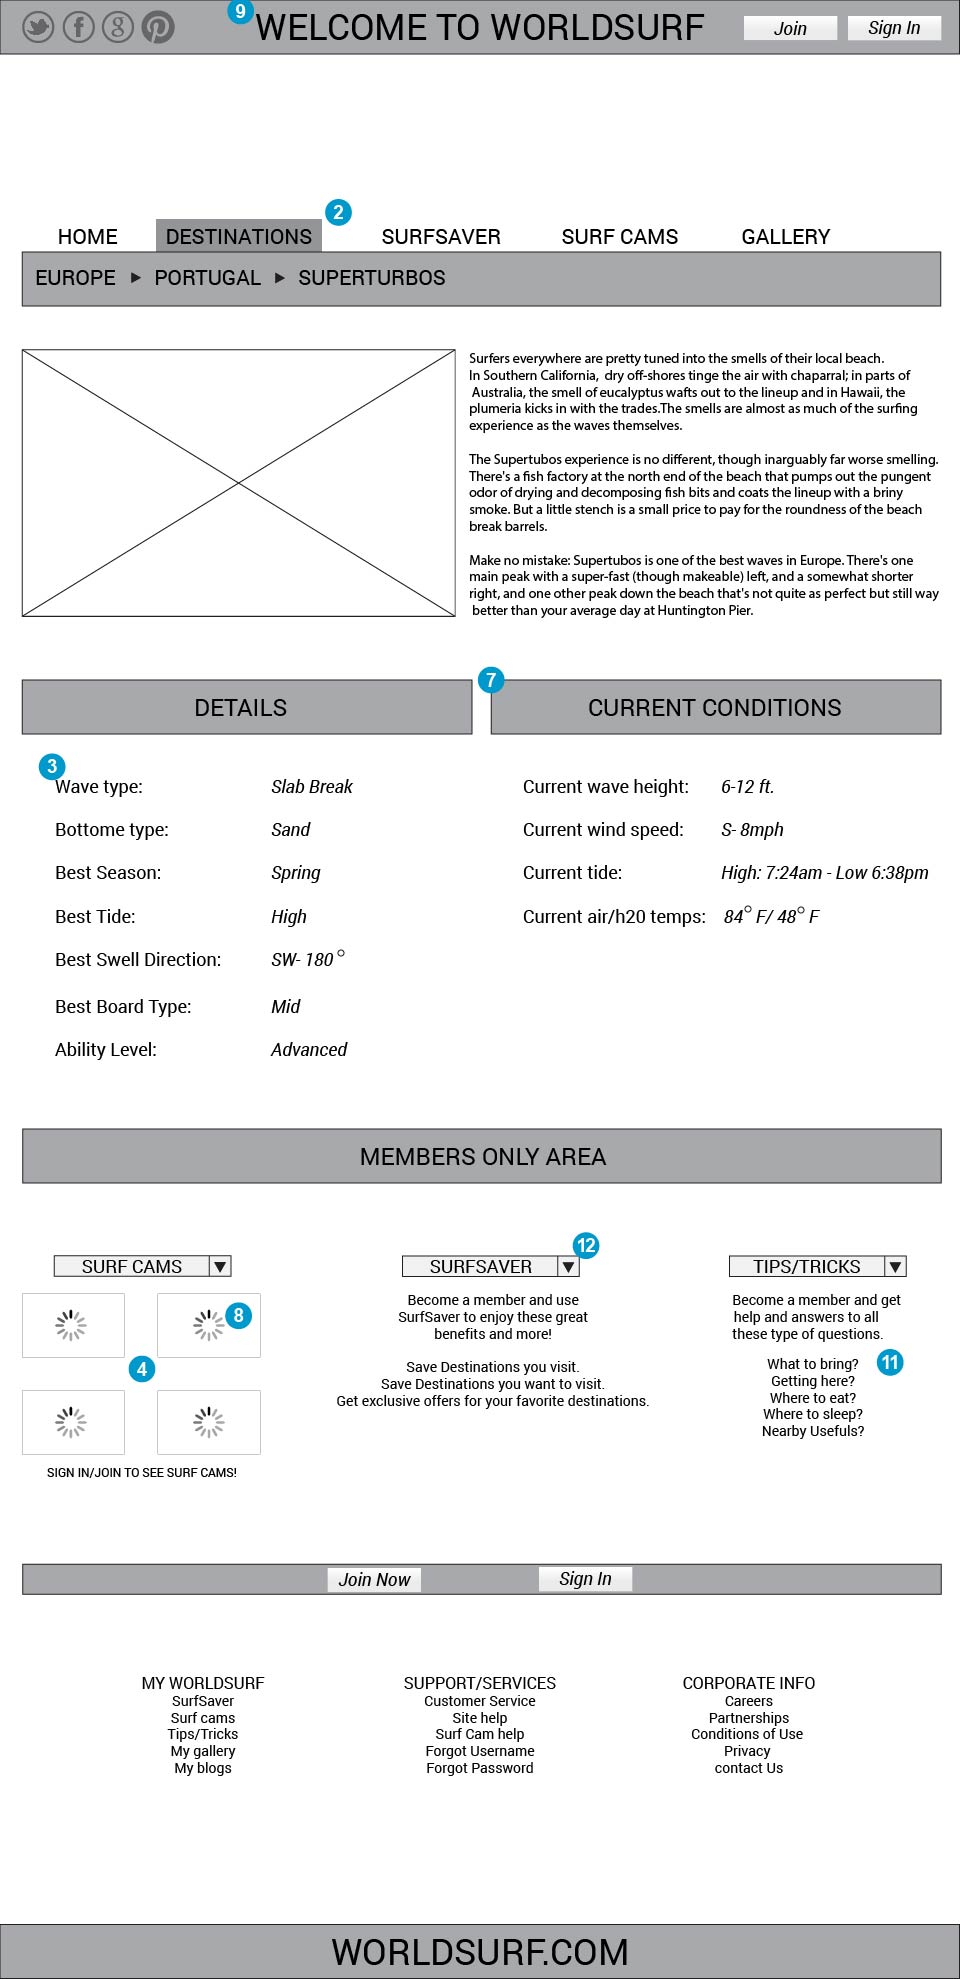 9
WELCOME TO WORLDSURF
Join
Sign In
2
HOME DESTINATIONS SURFSAVER SURF CAMS GALLERY
EUROPE ▶ PORTUGAL ▶ SUPERTURBOS
Surfers everywhere are pretty tuned into the smells of their local beach.
In Southern California, dry off-shores tinge the air with chaparral; in parts of
Australia, the smell of eucalyptus wafts out to the lineup and in Hawaii, the
plumeria kicks in with the trades.The smells are almost as much of the surfing
experience as the waves themselves.
The Supertubos experience is no different, though inarguably far worse smelling.
There's a fish factory at the north end of the beach that pumps out the pungent
odor of drying and decomposing fish bits and coats the lineup with a briny
smoke. But a little stench is a small price to pay for the roundness of the beach
break barrels.
Make no mistake: Supertubos is one of the best waves in Europe. There's one
main peak with a super-fast (though makeable) left, and a somewhat shorter
right, and one other peak down the beach that's not quite as perfect but still way
better than your average day at Huntington Pier.
DETAILS
3
Wave type: Slab Break
Bottome type: Sand
Best Season: Spring
Best Tide: High
Best Swell Direction: SW- 180°
Best Board Type: Mid
Ability Level: Advanced
7
CURRENT CONDITIONS
Current wave height: 6-12 ft.
Current wind speed: S- 8mph
Current tide: High: 7:24am - Low 6:38pm
Current air/h20 temps: 84° F/ 48° F
MEMBERS ONLY AREA
SURF CAMS
8
4
SIGN IN/JOIN TO SEE SURF CAMS!
12
SURFSAVER
Become a member and use
SurfSaver to enjoy these great
benefits and more!
Save Destinations you visit.
Save Destinations you want to visit.
Get exclusive offers for your favorite destinations.
TIPS/TRICKS
Become a member and get
help and answers to all
these type of questions.
11
What to bring?
Getting here?
Where to eat?
Where to sleep?
Nearby Usefuls?
Join Now
Sign In
MY WORLDSURF
SurfSaver
Surf cams
Tips/Tricks
My gallery
My blogs
SUPPORT/SERVICES
Customer Service
Site help
Surf Cam help
Forgot Username
Forgot Password
CORPORATE INFO
Careers
Partnerships
Conditions of Use
Privacy
contact Us
WORLDSURF.COM